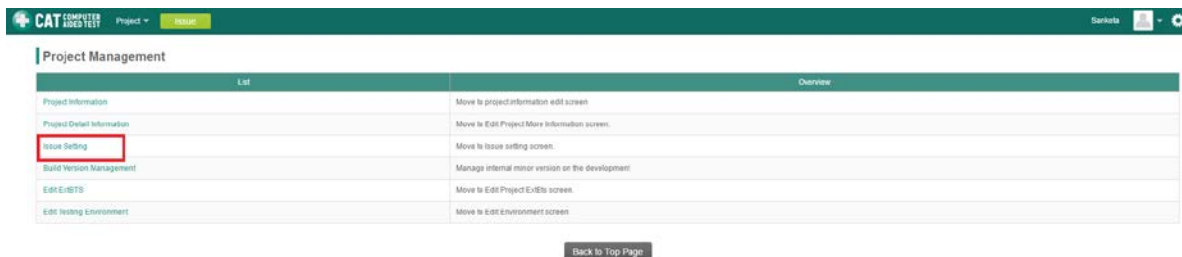 CAT COMPUTER AIDED TEST Project Issue Sanketa
Project Management
List Overview
Project Information Move to project information edit screen
Project Detail Information Move to Edit Project More Information screen.
Issue Setting Move to Issue setting screen.
Build Version Management Manage internal minor version on the development
Edit ExtBTS Move to Edit Project ExtBts screen.
Edit Testing Environment Move to Edit Environment screen
Back to Top Page